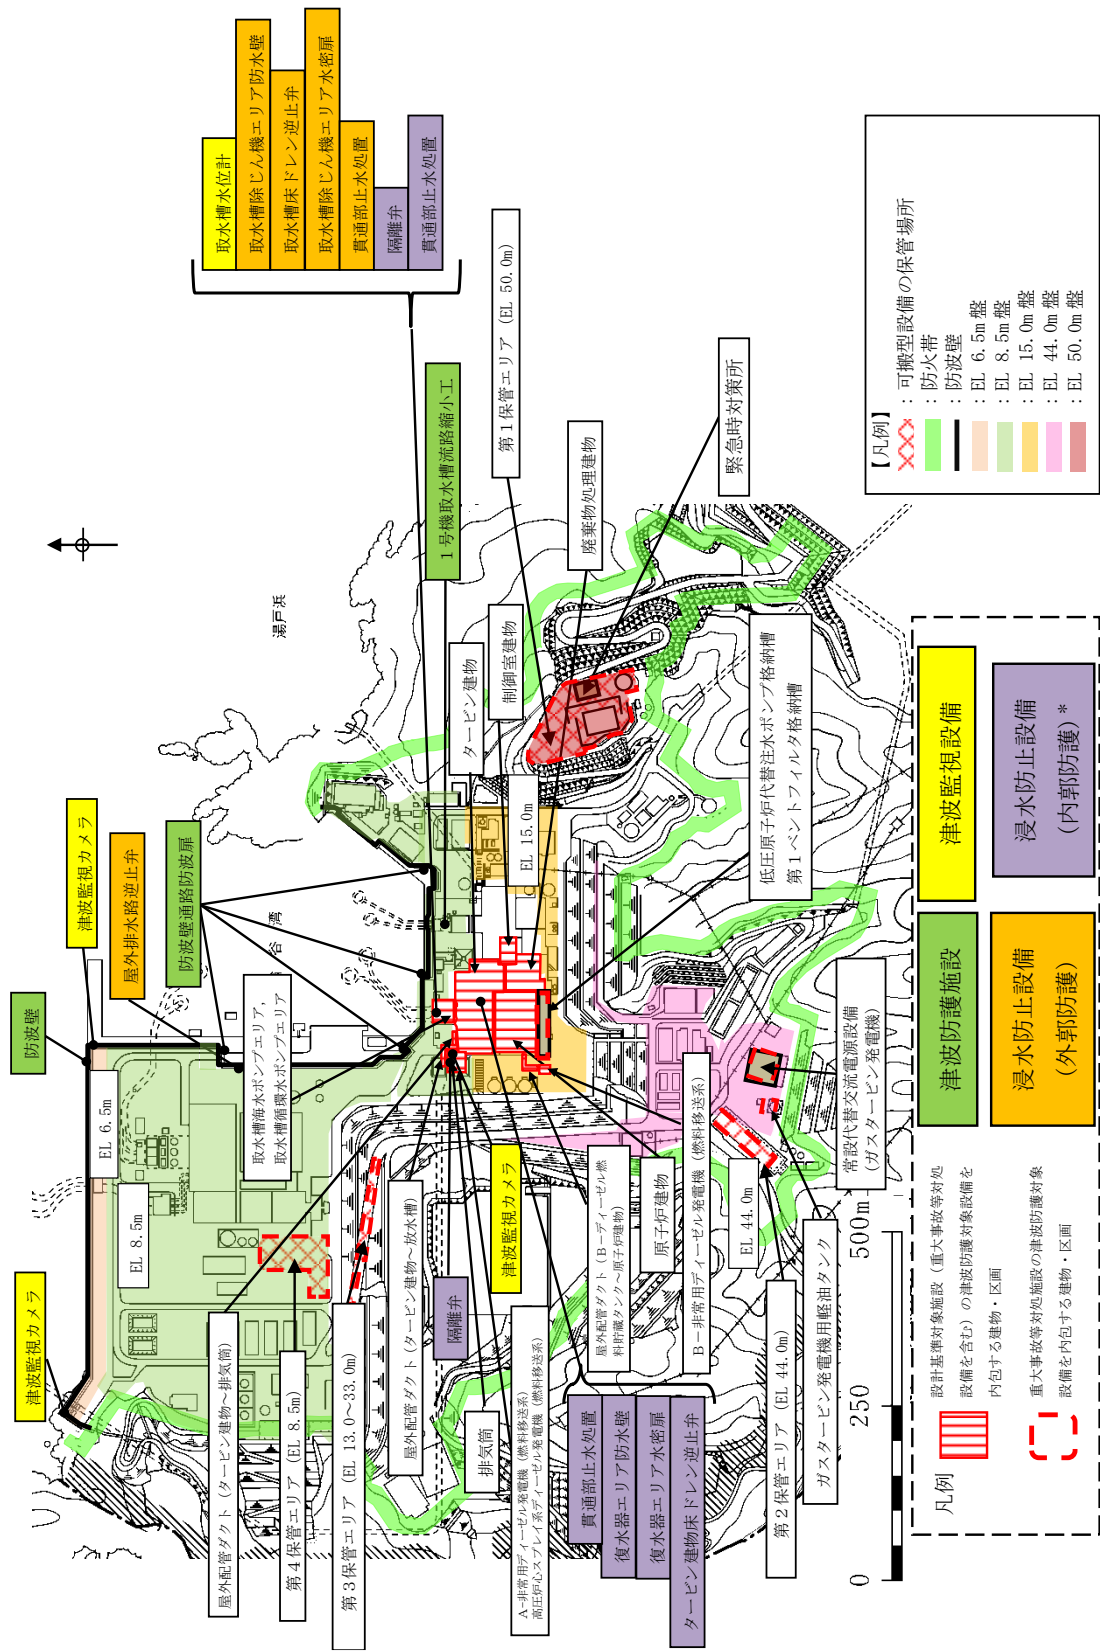 津波監視カメラ
防波壁
津波監視カメラ
屋外排水路逆止弁
防波壁通路防波扉
EL 6.5m
EL 8.5m
取水槽海水ポンプエリア,
取水槽循環水ポンプエリア
谷
湾
湯戸浜
取水槽水位計
取水槽除じん機エリア防水壁
取水槽床ドレン逆止弁
取水槽除じん機エリア水密扉
貫通部止水処置
隔離弁
貫通部止水処置
1号機取水槽流路縮小工
タービン建物
制御室建物
第1保管エリア (EL 50.0m)
廃棄物処理建物
緊急時対策所
EL 15.0m
屋外配管ダクト(タービン建物~排気筒)
第4保管エリア (EL 8.5m)
第3保管エリア (EL 13.0~33.0m)
屋外配管ダクト(タービン建物~放水槽)
隔離弁
津波監視カメラ
排気筒
A-非常用ディーゼル発電機 (燃料移送系)
高圧炉心スプレイ系ディーゼル発電機 (燃料移送系)
貫通部止水処置
復水器エリア防水壁
復水器エリア水密扉
タービン建物床ドレン逆止弁
屋外配管ダクト (B-ディーゼル燃
料貯蔵タンク~原子炉建物)
原子炉建物
B-非常用ディーゼル発電機 (燃料移送系)
EL 44.0m
第2保管エリア (EL 44.0m)
ガスタービン発電機用軽油タンク
常設代替交流電源設備
(ガスタービン発電機)
低圧原子炉代替注水ポンプ格納槽
第1ベントフィルタ格納槽
【凡例】
:可搬型設備の保管場所
:防火帯
:防波壁
:EL 6.5m盤
:EL 8.5m盤
:EL 15.0m盤
:EL 44.0m盤
:EL 50.0m盤
0
250
500m
凡例
設計基準対象施設(重大事故等対処
設備を含む)の津波防護対象設備を
内包する建物・区画
重大事故等対処施設の津波防護対象
設備を内包する建物・区画
津波防護施設
津波監視設備
浸水防止設備
(外郭防護)
浸水防止設備
(内郭防護)*